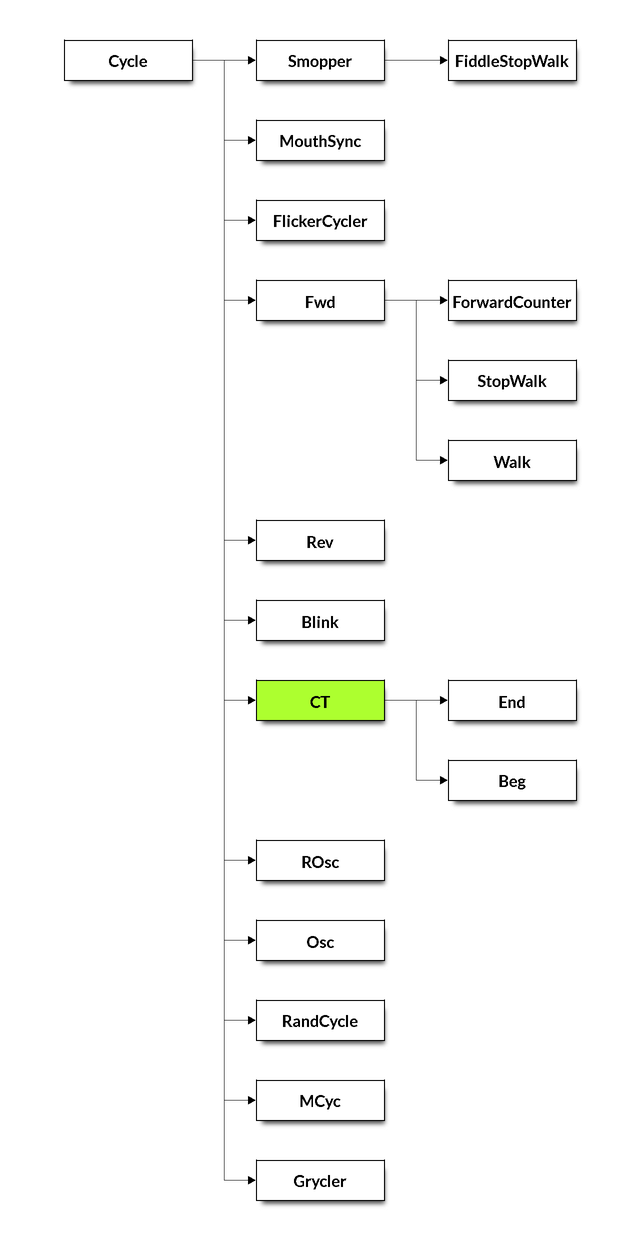 Cycle
Smopper
FiddleStopWalk
MouthSync
FlickerCycler
Fwd
ForwardCounter
StopWalk
Walk
Rev
Blink
CT
End
Beg
ROsc
Osc
RandCycle
MCyc
Grycler